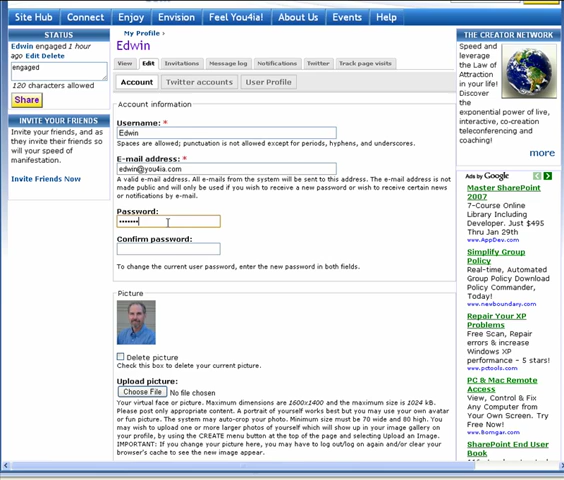 Site Hub Connect Enjoy Envision Feel You4ia! About Us Events Help
STATUS
Edwin engaged 1 hour
ago Edit Delete
engaged
120 characters allowed
Share
INVITE YOUR FRIENDS
Invite your friends, and as
they invite their friends so
will your speed of
manifestation.
Invite Friends Now
My Profile ›
Edwin
View Edit Invitations Message log Notifications Twitter Track page visits
Account Twitter accounts User Profile
Account information
Username: *
Edwin
Spaces are allowed; punctuation is not allowed except for periods, hyphens, and underscores.
E-mail address: *
edwin@you4ia.com
A valid e-mail address. All e-mails from the system will be sent to this address. The e-mail address is not
made public and will only be used if you wish to receive a new password or wish to receive certain news
or notifications by e-mail.
Password:
•••••••
Confirm password:
To change the current user password, enter the new password in both fields.
Picture
Delete picture
Check this box to delete your current picture.
Upload picture:
Choose File No file chosen
Your virtual face or picture. Maximum dimensions are 1600x1400 and the maximum size is 1024 kB.
Please post only appropriate content. A portrait of yourself works best but you may use your own avatar
or fun picture. The system may auto-crop your photo. Minimum size must be 70 wide and 80 high. You
may wish to upload one or more larger photos of yourself which will show up in your image gallery on
your profile, by using the CREATE menu button at the top of the page and selecting Upload an Image.
IMPORTANT: If you change your picture here, you may have to log out/log on again and/or clear your
browser's cache to see the new image appear.
THE CREATOR NETWORK
Speed and
leverage
the Law of
Attraction
in your life!
Discover
the
exponential power of live,
interactive, co-creation
teleconferencing and
coaching!
more
Ads by Google
Master SharePoint
2007
7-Course Online
Library Including
Developer. Just $495
Thru Jan 29th
www.AppDev.com
Simplify Group
Policy
Real-time, Automated
Group Policy Update
Policy Commander,
Today!
www.newboundary.com
Repair Your XP
Problems
Free Scan, Repair
errors & increase
Windows XP
performance - 5 stars!
www.pctools.com
PC & Mac Remote
Access
View, Control & Fix
Any Computer from
Your Own Screen. Try
Free Now!
www.Bomgar.com
SharePoint End User
Book